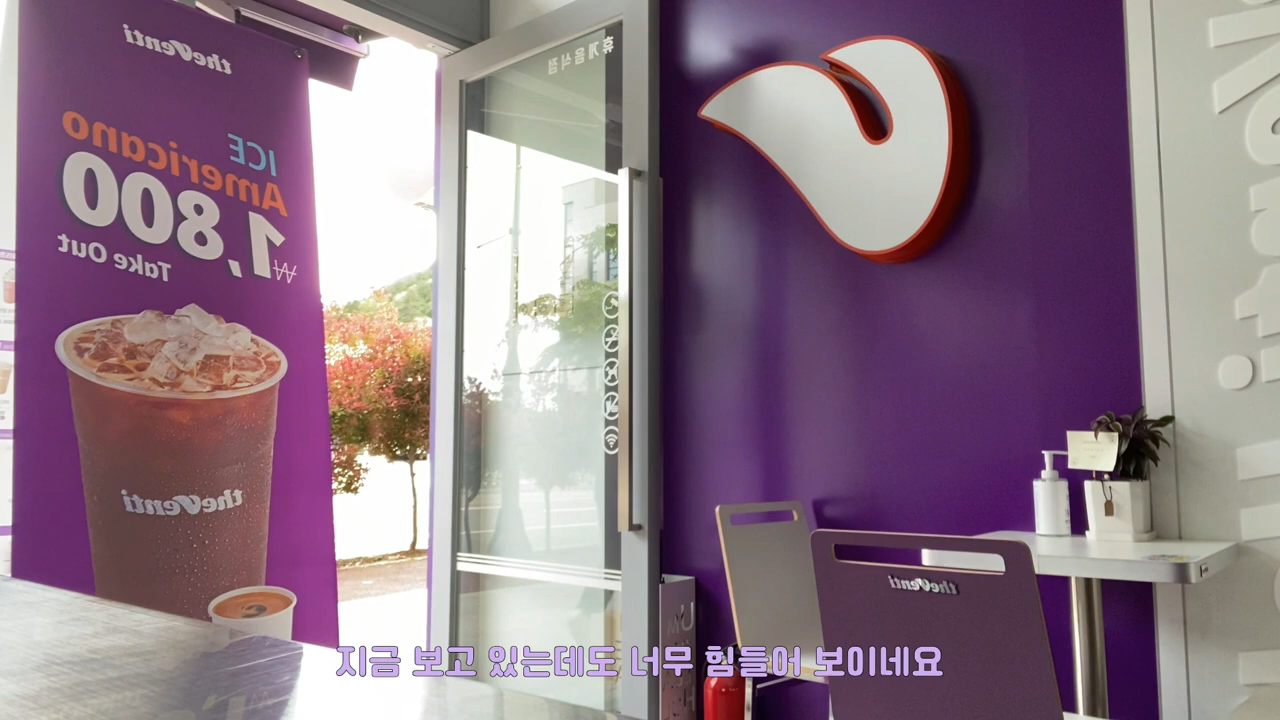 theVenti
ICE
Americano
₩1,800
Take Out
theVenti
휴게음식점
theVenti
지금 보고 있는데도 너무 힘들어 보이네요